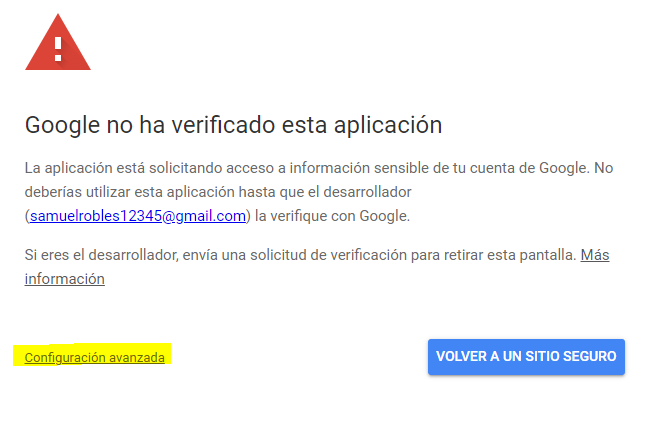 Google no ha verificado esta aplicación
La aplicación está solicitando acceso a información sensible de tu cuenta de Google. No
deberías utilizar esta aplicación hasta que el desarrollador
(samuelrobles12345@gmail.com) la verifique con Google.
Si eres el desarrollador, envía una solicitud de verificación para retirar esta pantalla. Más
información
Configuración avanzada
VOLVER A UN SITIO SEGURO